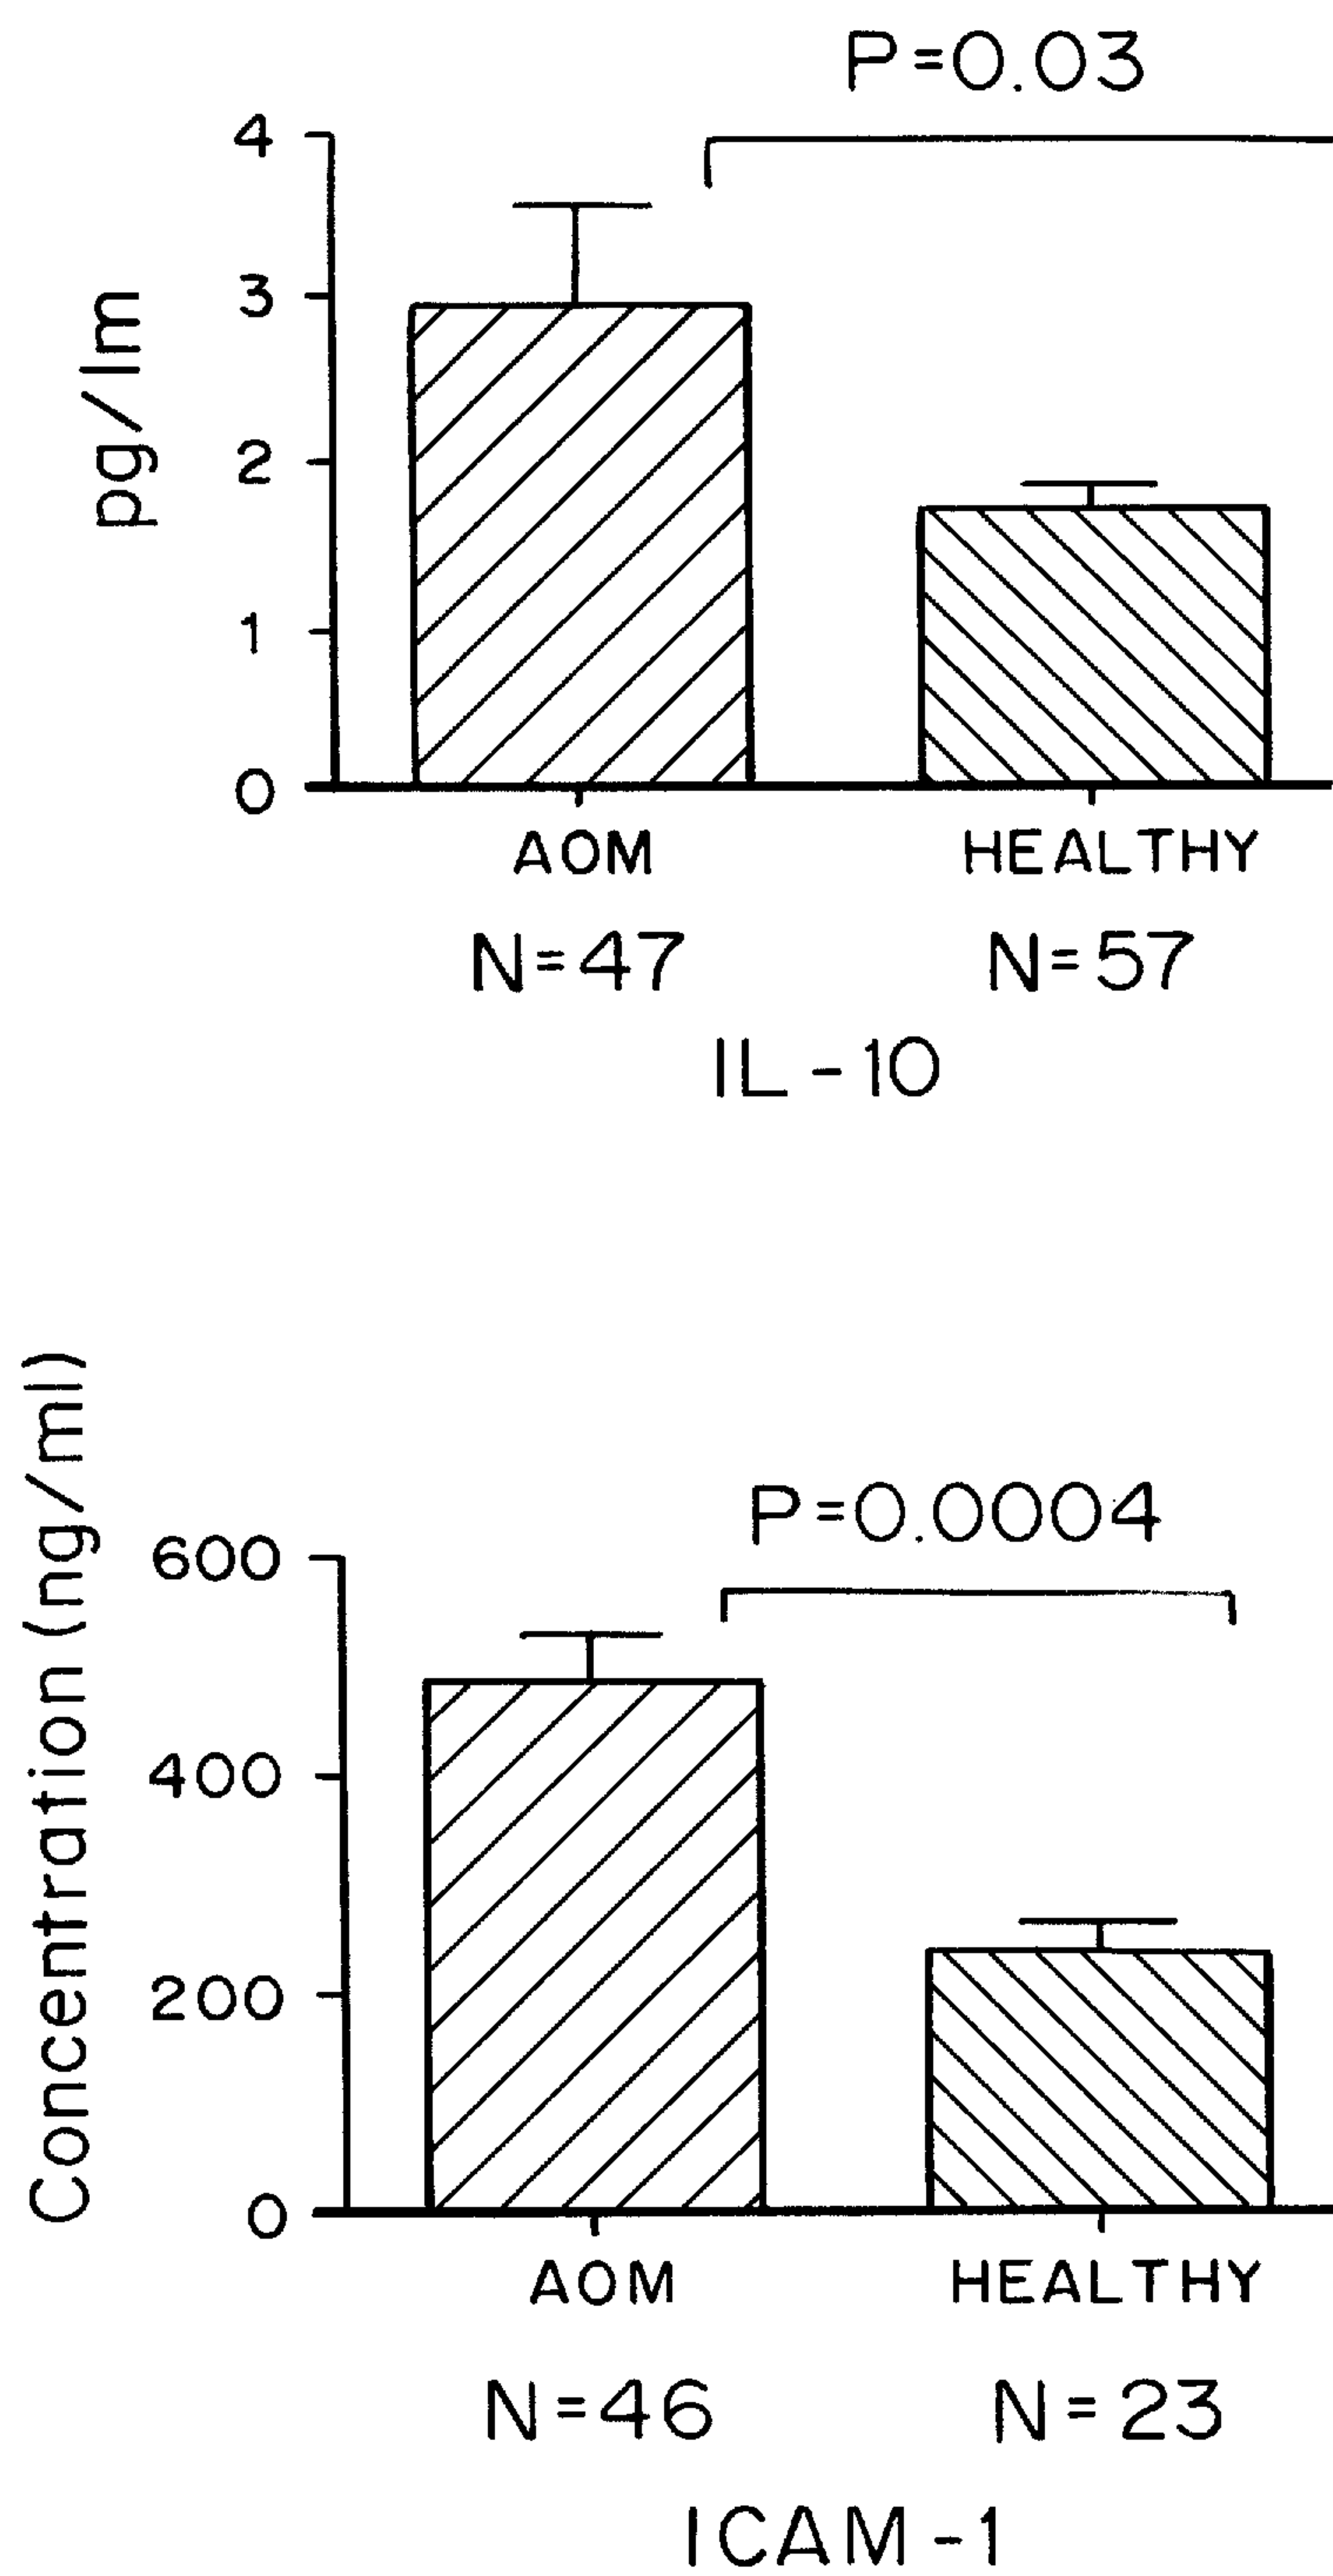 P=0.03
4
3
2
1
0
pg/lm
AOM HEALTHY
N=47 N=57
IL-10
P=0.0004
600
400
200
0
Concentration (ng/ml)
AOM HEALTHY
N=46 N=23
ICAM-1